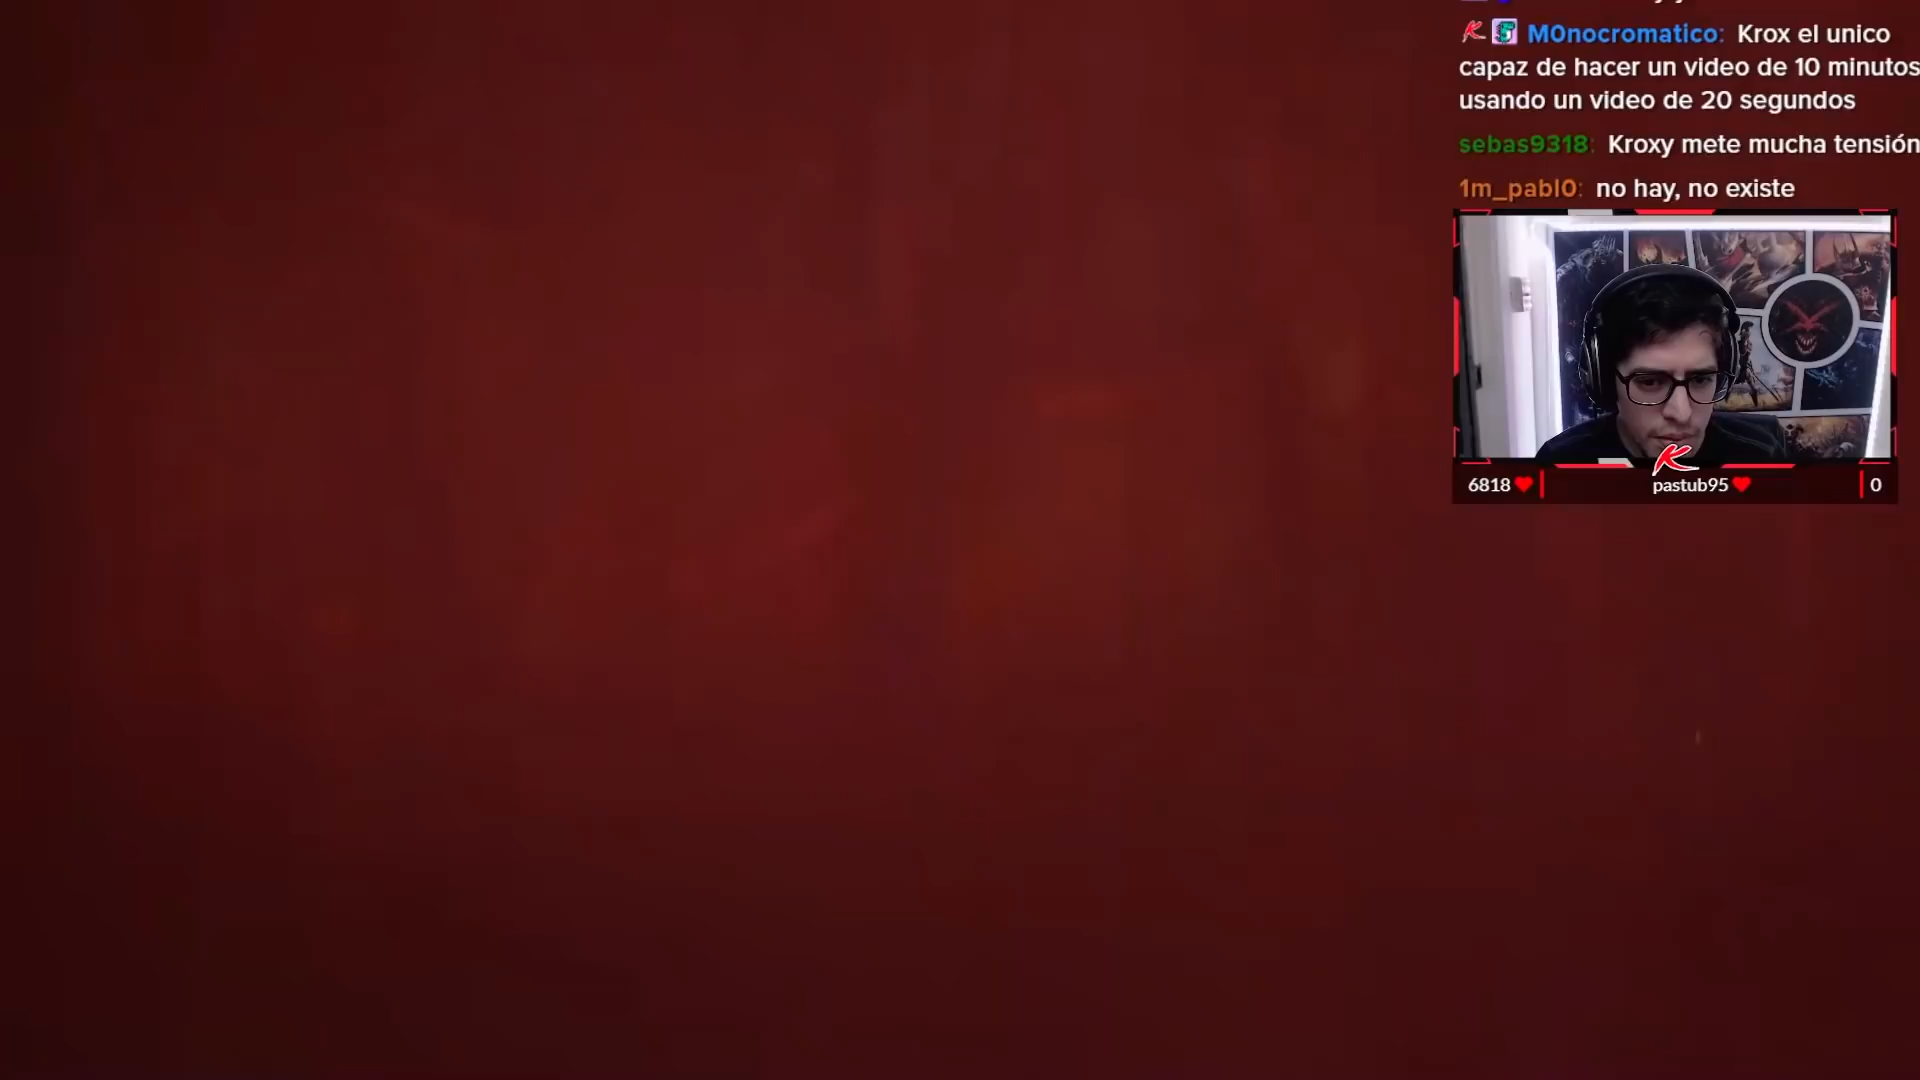 M0nocromatico: Krox el unico
capaz de hacer un video de 10 minutos
usando un video de 20 segundos
sebas9318: Kroxy mete mucha tensión
1m_pabl0: no hay, no existe
6818
pastub95
0